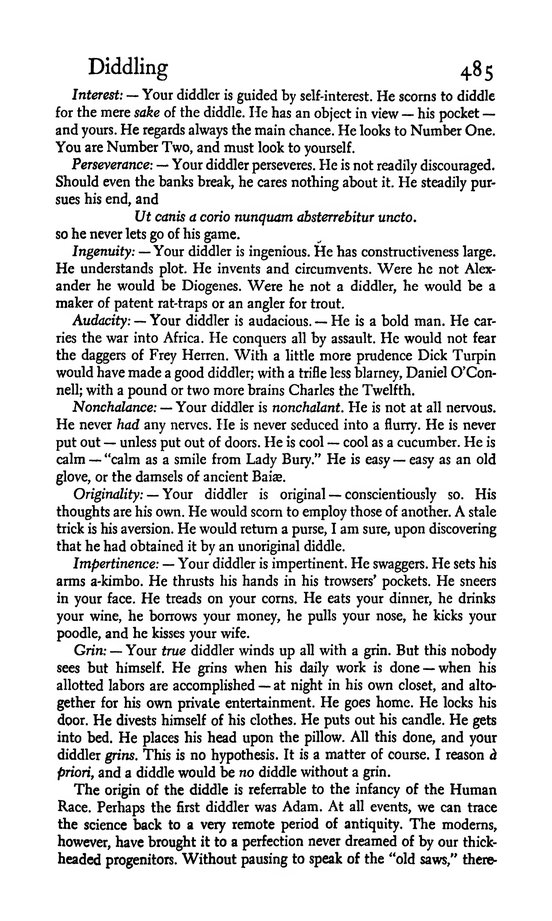 Diddling 485
Interest: — Your diddler is guided by self-interest. He scorns to diddle
for the mere sake of the diddle. He has an object in view — his pocket —
and yours. He regards always the main chance. He looks to Number One.
You are Number Two, and must look to yourself.
Perseverance: — Your diddler perseveres. He is not readily discouraged.
Should even the banks break, he cares nothing about it. He steadily pur-
sues his end, and
Ut canis a corio nunquam absterrebitur uncto.
so he never lets go of his game.
Ingenuity: — Your diddler is ingenious. He has constructiveness large.
He understands plot. He invents and circumvents. Were he not Alex-
ander he would be Diogenes. Were he not a diddler, he would be a
maker of patent rat-traps or an angler for trout.
Audacity: — Your diddler is audacious. — He is a bold man. He car-
ries the war into Africa. He conquers all by assault. He would not fear
the daggers of Frey Herren. With a little more prudence Dick Turpin
would have made a good diddler; with a trifle less blarney, Daniel O'Con-
nell; with a pound or two more brains Charles the Twelfth.
Nonchalance: — Your diddler is nonchalant. He is not at all nervous.
He never had any nerves. He is never seduced into a flurry. He is never
put out — unless put out of doors. He is cool — cool as a cucumber. He is
calm — "calm as a smile from Lady Bury." He is easy — easy as an old
glove, or the damsels of ancient Baiæ.
Originality: — Your diddler is original — conscientiously so. His
thoughts are his own. He would scorn to employ those of another. A stale
trick is his aversion. He would return a purse, I am sure, upon discovering
that he had obtained it by an unoriginal diddle.
Impertinence: — Your diddler is impertinent. He swaggers. He sets his
arms a-kimbo. He thrusts his hands in his trowsers' pockets. He sneers
in your face. He treads on your corns. He eats your dinner, he drinks
your wine, he borrows your money, he pulls your nose, he kicks your
poodle, and he kisses your wife.
Grin: — Your true diddler winds up all with a grin. But this nobody
sees but himself. He grins when his daily work is done — when his
allotted labors are accomplished — at night in his own closet, and alto-
gether for his own private entertainment. He goes home. He locks his
door. He divests himself of his clothes. He puts out his candle. He gets
into bed. He places his head upon the pillow. All this done, and your
diddler grins. This is no hypothesis. It is a matter of course. I reason à
priori, and a diddle would be no diddle without a grin.
The origin of the diddle is referrable to the infancy of the Human
Race. Perhaps the first diddler was Adam. At all events, we can trace
the science back to a very remote period of antiquity. The moderns,
however, have brought it to a perfection never dreamed of by our thick-
headed progenitors. Without pausing to speak of the "old saws," there-